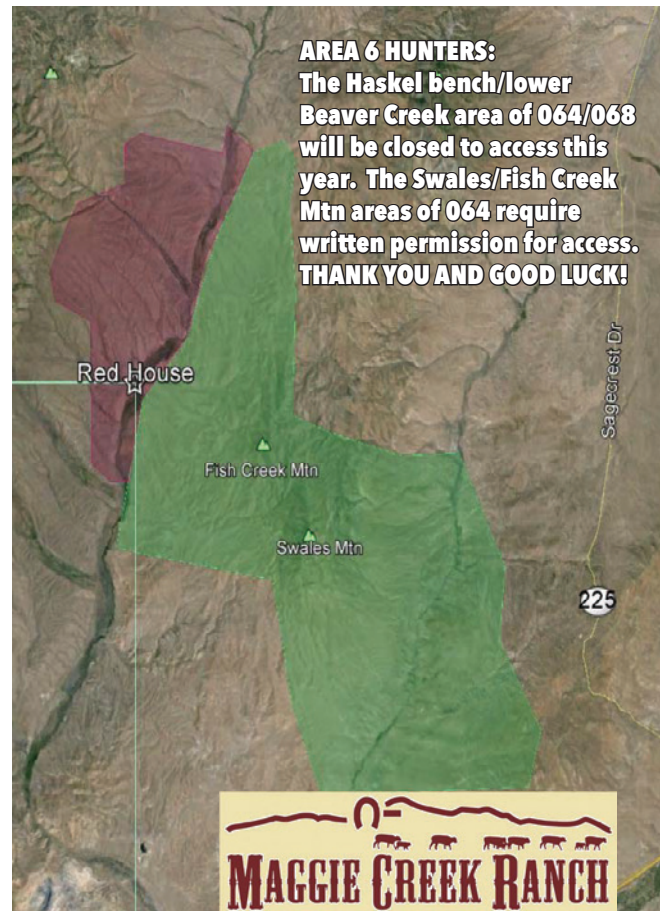 AREA 6 HUNTERS:
The Haskel bench/lower
Beaver Creek area of 064/068
will be closed to access this
year. The Swales/Fish Creek
Mtn areas of 064 require
written permission for access.
THANK YOU AND GOOD LUCK!
Red House
Sagecrest Dr
Fish Creek Mtn
Swales Mtn
225
MAGGIE CREEK RANCH